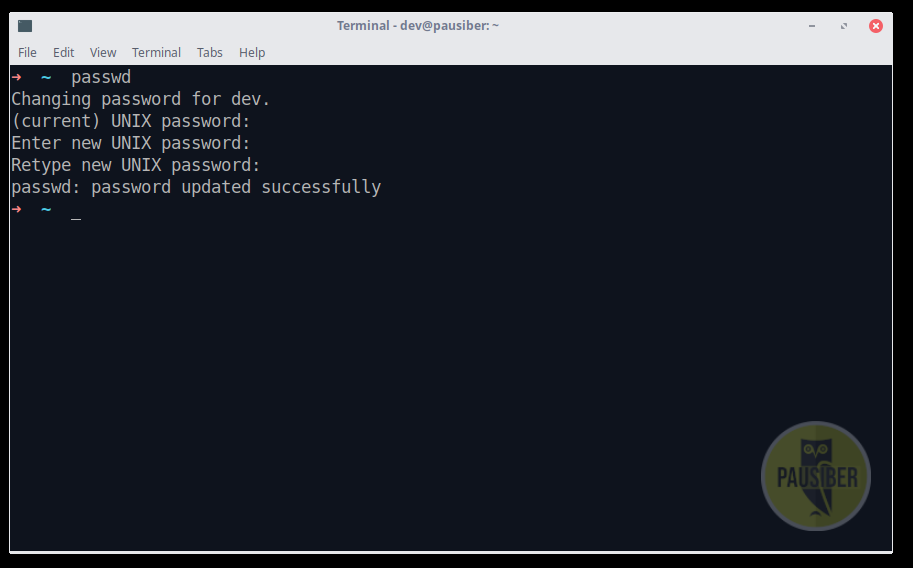 Terminal - dev@pausiber: ~
File Edit View Terminal Tabs Help
➜ ~ passwd
Changing password for dev.
(current) UNIX password:
Enter new UNIX password:
Retype new UNIX password:
passwd: password updated successfully
➜ ~ _
PAUSIBER